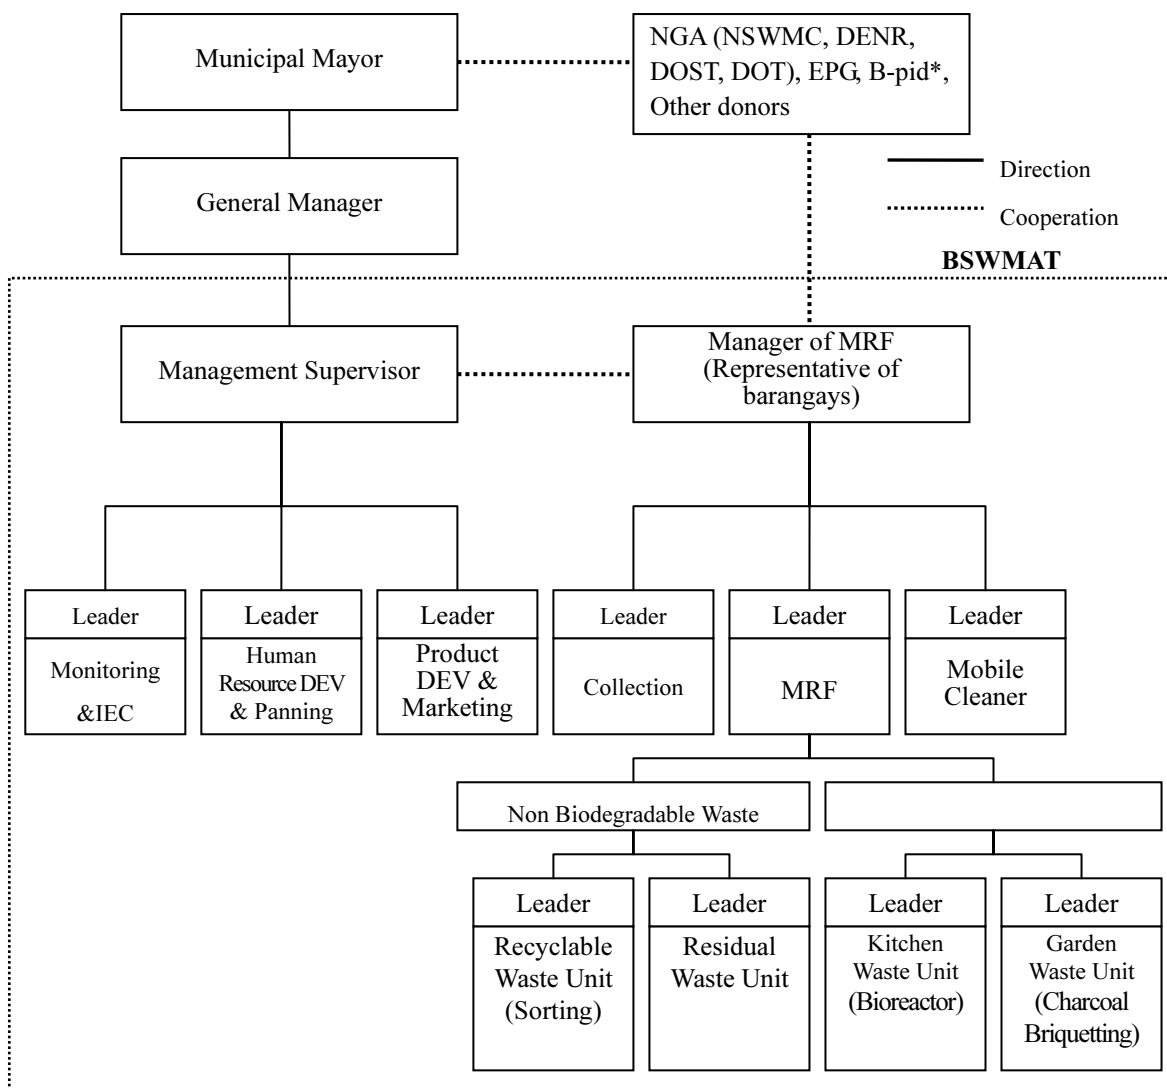 Municipal Mayor
NGA (NSWMC, DENR,
DOST, DOT), EPG, B-pid*,
Other donors
General Manager
Direction
Cooperation
BSWMAT
Management Supervisor
Manager of MRF
(Representative of
barangays)
Leader
Monitoring
&IEC
Leader
Human
Resource DEV
& Panning
Leader
Product
DEV &
Marketing
Leader
Collection
Leader
MRF
Leader
Mobile
Cleaner
Non Biodegradable Waste
Leader
Recyclable
Waste Unit
(Sorting)
Leader
Residual
Waste Unit
Leader
Kitchen
Waste Unit
(Bioreactor)
Leader
Garden
Waste Unit
(Charcoal
Briquetting